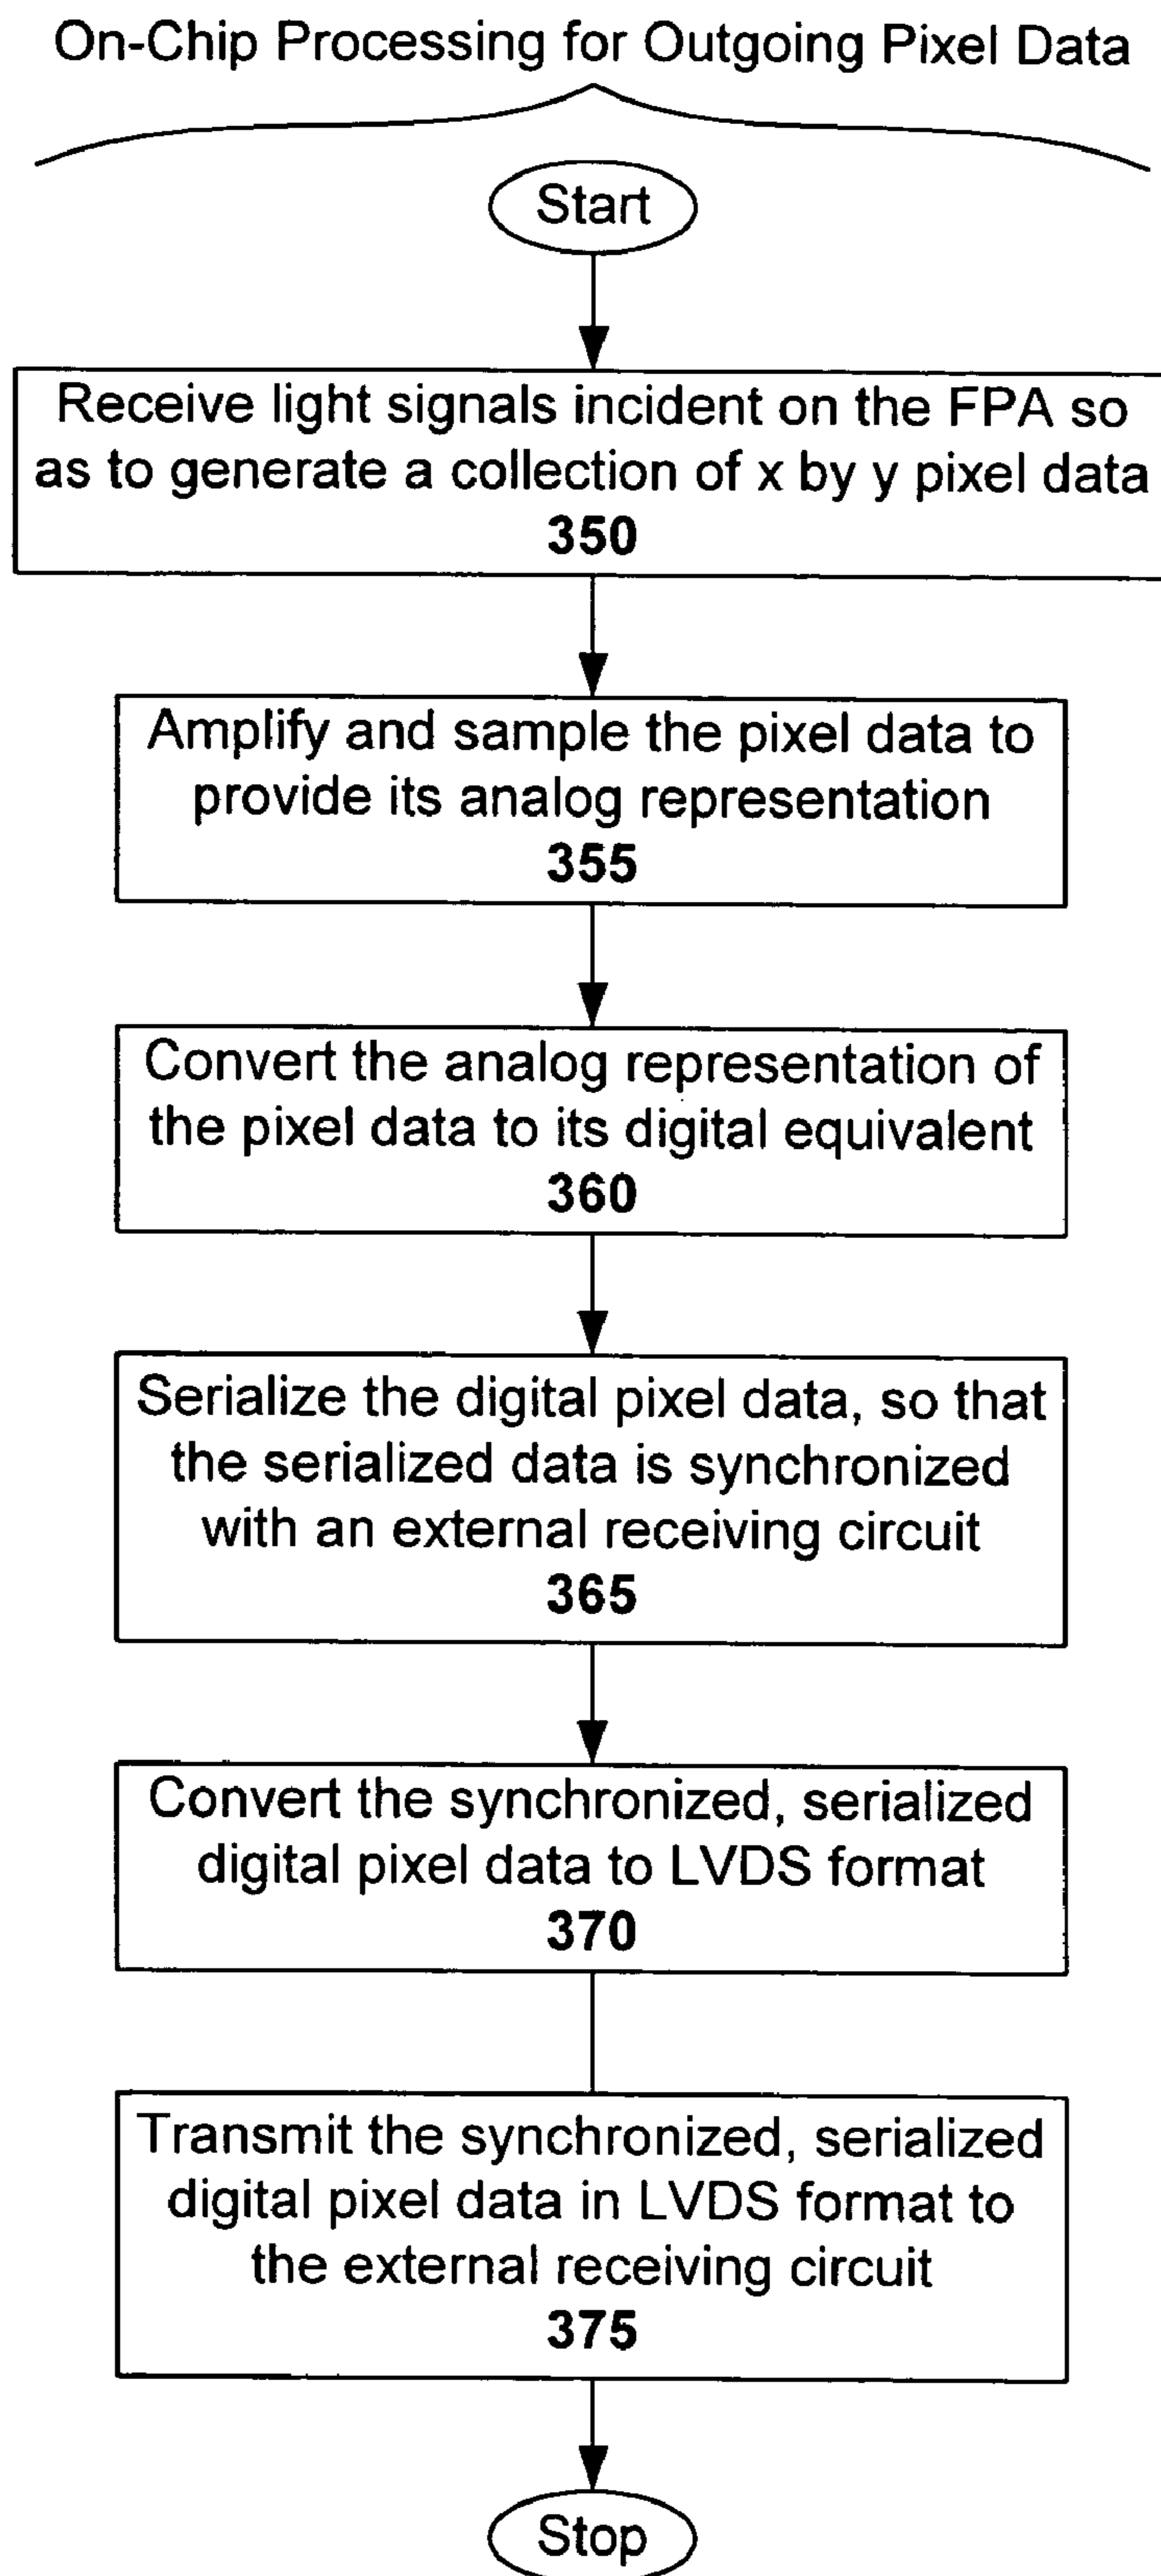 On-Chip Processing for Outgoing Pixel Data
Start
Receive light signals incident on the FPA so
as to generate a collection of x by y pixel data
350
Amplify and sample the pixel data to
provide its analog representation
355
Convert the analog representation of
the pixel data to its digital equivalent
360
Serialize the digital pixel data, so that
the serialized data is synchronized
with an external receiving circuit
365
Convert the synchronized, serialized
digital pixel data to LVDS format
370
Transmit the synchronized, serialized
digital pixel data in LVDS format to
the external receiving circuit
375
Stop